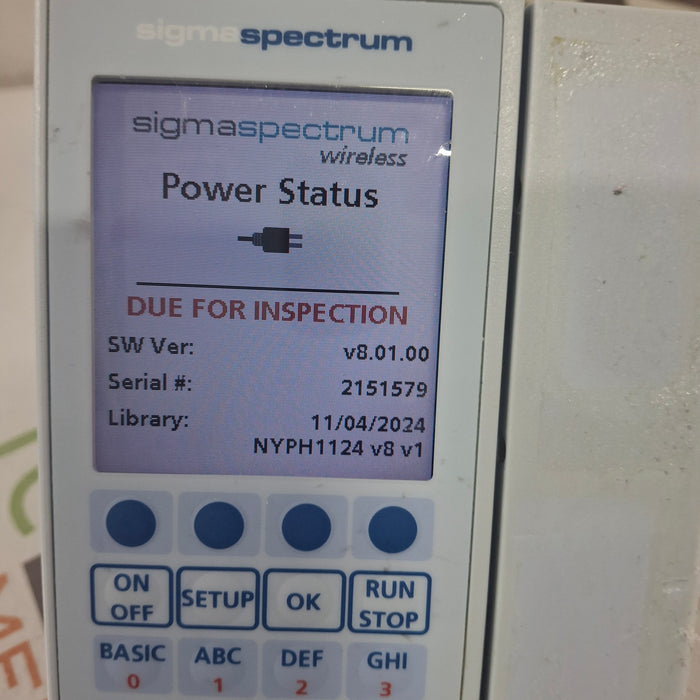 sigmaspectrum
sigmaspectrum
wireless
Power Status
DUE FOR INSPECTION
SW Ver: v8.01.00
Serial #: 2151579
Library: 11/04/2024
NYPH1124 v8 v1
ON OFF SETUP OK RUN STOP
BASIC ABC DEF GHI
0 1 2 3